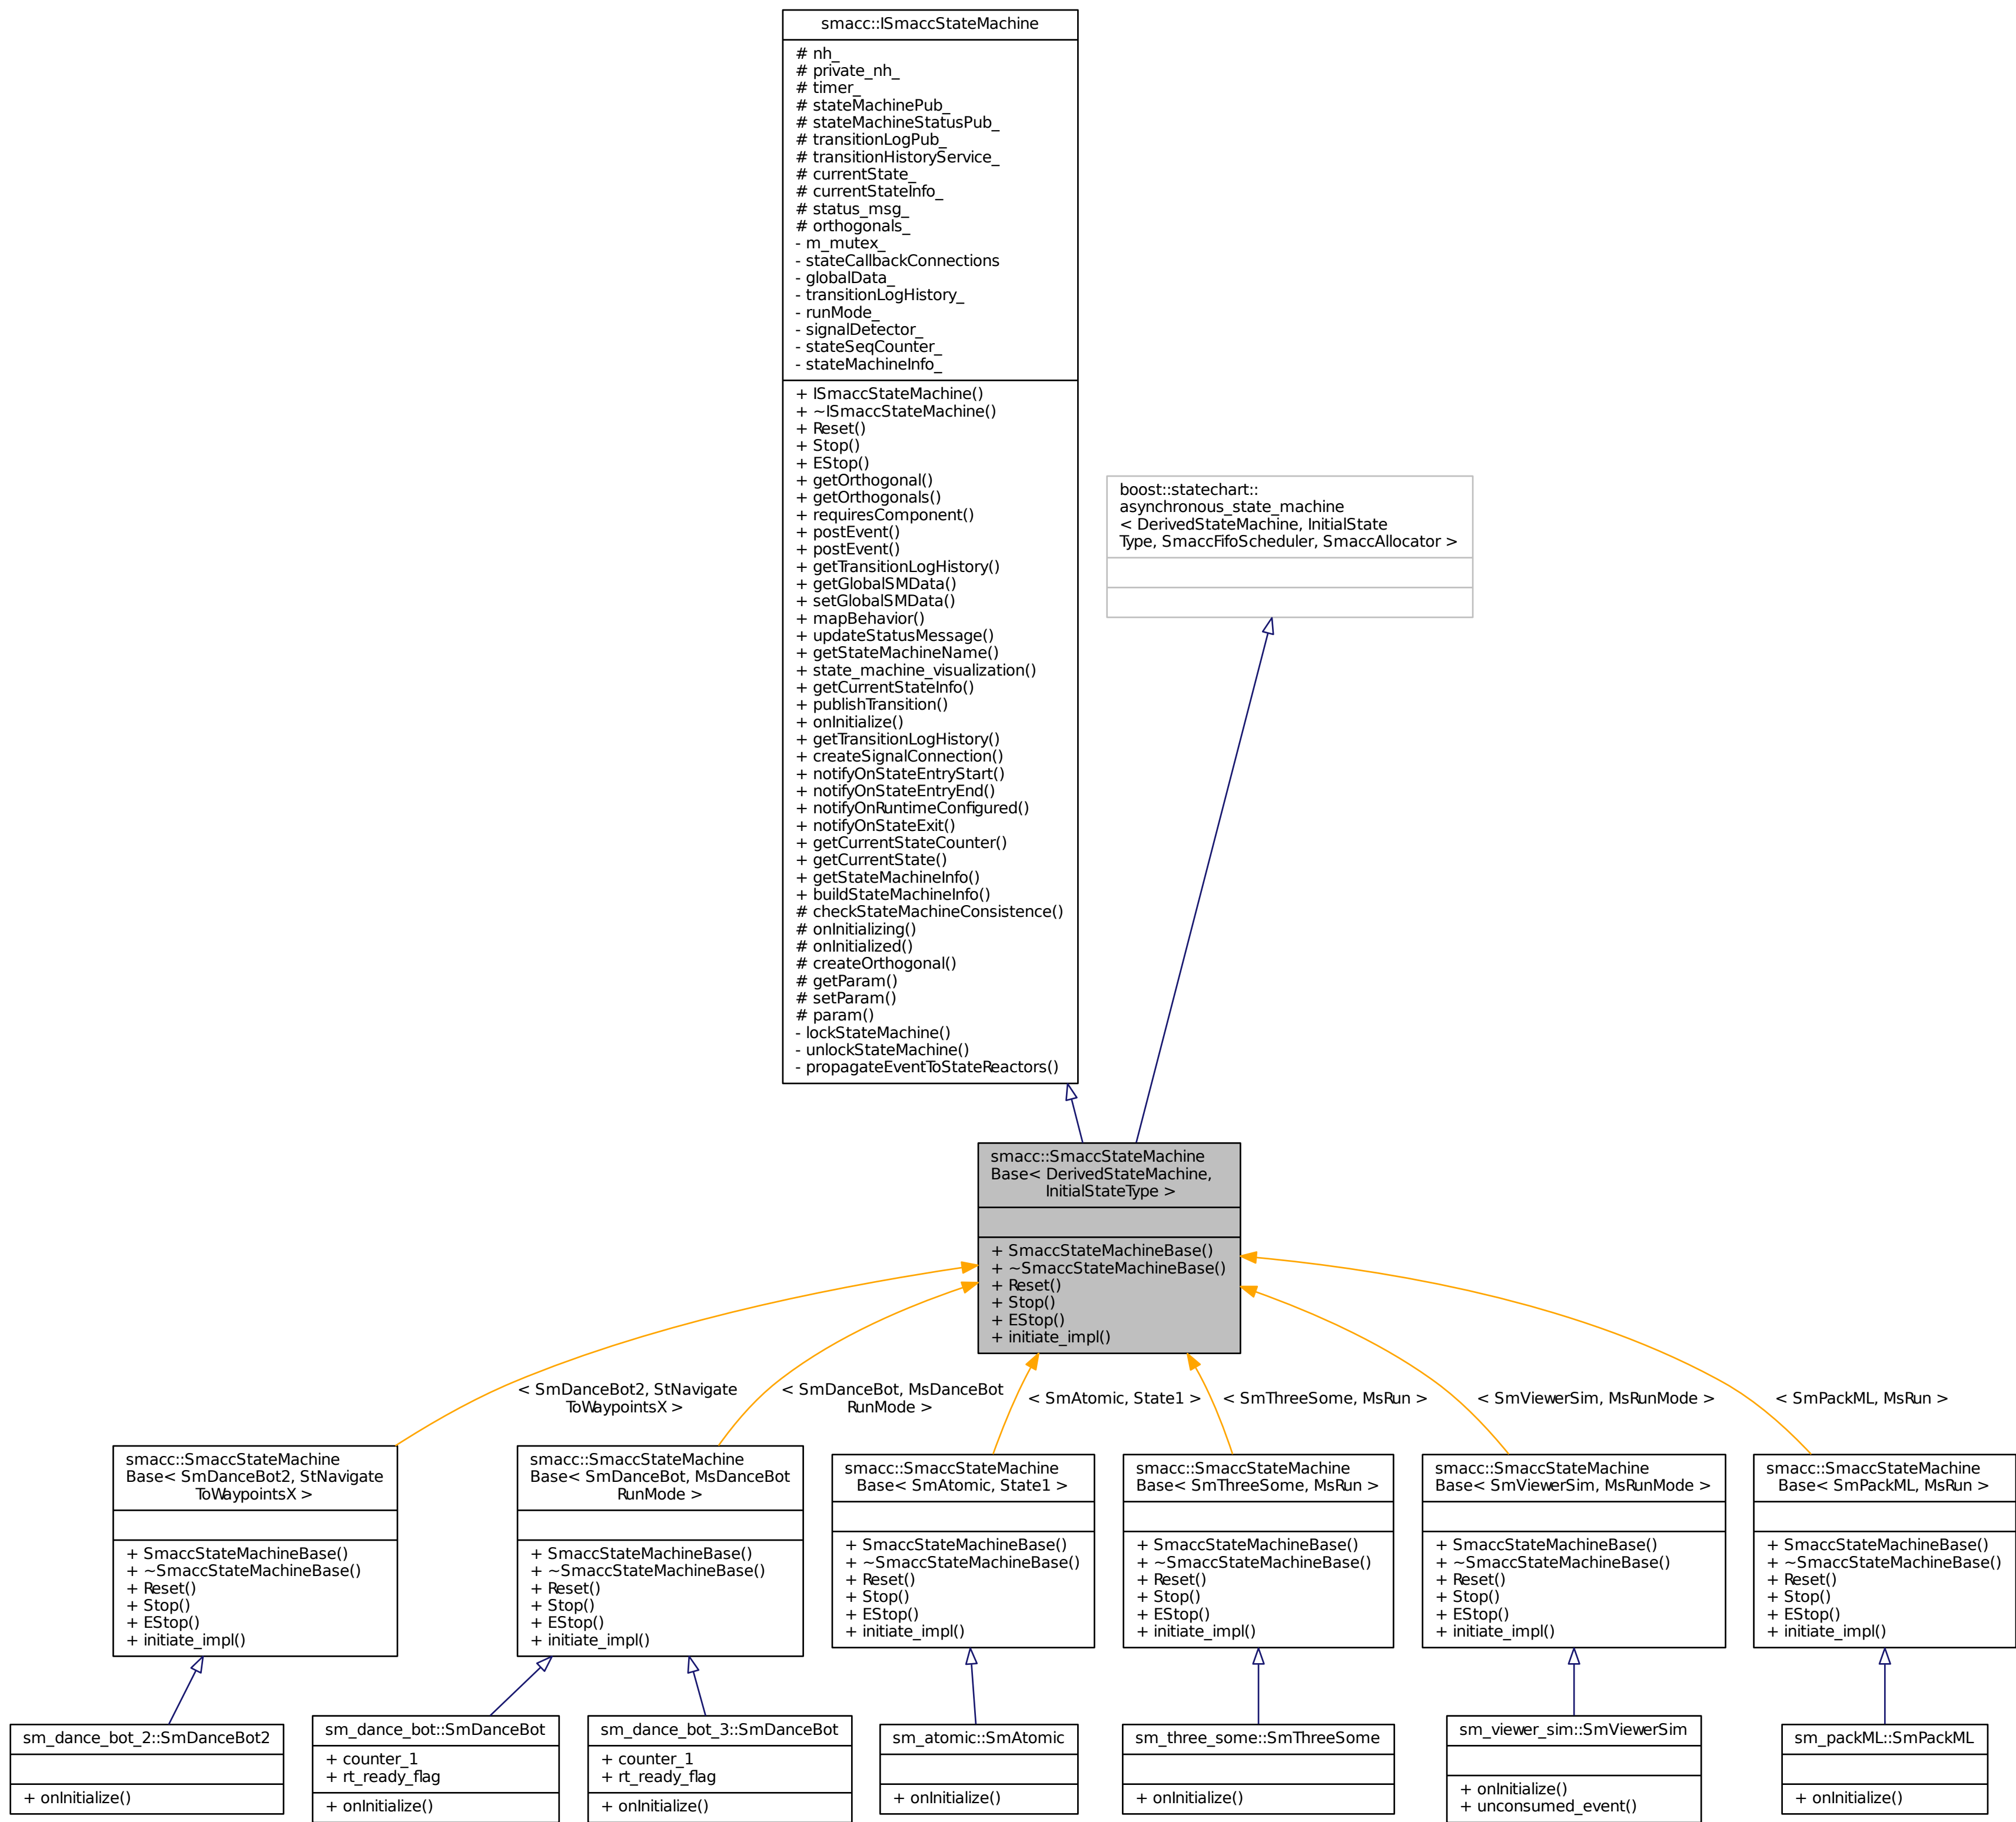 smacc::ISmaccStateMachine
# nh_
# private_nh_
# timer_
# stateMachinePub_
# stateMachineStatusPub_
# transitionLogPub_
# transitionHistoryService_
# currentState_
# currentStateInfo_
# status_msg_
# orthogonals_
- m_mutex_
- stateCallbackConnections
- globalData_
- transitionLogHistory_
- runMode_
- signalDetector_
- stateSeqCounter_
- stateMachineInfo_
+ ISmaccStateMachine()
+ ~ISmaccStateMachine()
+ Reset()
+ Stop()
+ EStop()
+ getOrthogonal()
+ getOrthogonals()
+ requiresComponent()
+ postEvent()
+ postEvent()
+ getTransitionLogHistory()
+ getGlobalSMData()
+ setGlobalSMData()
+ mapBehavior()
+ updateStatusMessage()
+ getStateMachineName()
+ state_machine_visualization()
+ getCurrentStateInfo()
+ publishTransition()
+ onInitialize()
+ getTransitionLogHistory()
+ createSignalConnection()
+ notifyOnStateEntryStart()
+ notifyOnStateEntryEnd()
+ notifyOnRuntimeConfigured()
+ notifyOnStateExit()
+ getCurrentStateCounter()
+ getCurrentState()
+ getStateMachineInfo()
+ buildStateMachineInfo()
# checkStateMachineConsistence()
# onInitializing()
# onInitialized()
# createOrthogonal()
# getParam()
# setParam()
# param()
- lockStateMachine()
- unlockStateMachine()
- propagateEventToStateReactors()
boost::statechart::
asynchronous_state_machine
< DerivedStateMachine, InitialState
Type, SmaccFifoScheduler, SmaccAllocator >
smacc::SmaccStateMachine
Base< DerivedStateMachine,
InitialStateType >
+ SmaccStateMachineBase()
+ ~SmaccStateMachineBase()
+ Reset()
+ Stop()
+ EStop()
+ initiate_impl()
< SmDanceBot2, StNavigate
ToWaypointsX >
< SmDanceBot, MsDanceBot
RunMode >
< SmAtomic, State1 >
< SmThreeSome, MsRun >
< SmViewerSim, MsRunMode >
< SmPackML, MsRun >
smacc::SmaccStateMachine
Base< SmDanceBot2, StNavigate
ToWaypointsX >
+ SmaccStateMachineBase()
+ ~SmaccStateMachineBase()
+ Reset()
+ Stop()
+ EStop()
+ initiate_impl()
smacc::SmaccStateMachine
Base< SmDanceBot, MsDanceBot
RunMode >
+ SmaccStateMachineBase()
+ ~SmaccStateMachineBase()
+ Reset()
+ Stop()
+ EStop()
+ initiate_impl()
smacc::SmaccStateMachine
Base< SmAtomic, State1 >
+ SmaccStateMachineBase()
+ ~SmaccStateMachineBase()
+ Reset()
+ Stop()
+ EStop()
+ initiate_impl()
smacc::SmaccStateMachine
Base< SmThreeSome, MsRun >
+ SmaccStateMachineBase()
+ ~SmaccStateMachineBase()
+ Reset()
+ Stop()
+ EStop()
+ initiate_impl()
smacc::SmaccStateMachine
Base< SmViewerSim, MsRunMode >
+ SmaccStateMachineBase()
+ ~SmaccStateMachineBase()
+ Reset()
+ Stop()
+ EStop()
+ initiate_impl()
smacc::SmaccStateMachine
Base< SmPackML, MsRun >
+ SmaccStateMachineBase()
+ ~SmaccStateMachineBase()
+ Reset()
+ Stop()
+ EStop()
+ initiate_impl()
sm_dance_bot_2::SmDanceBot2
+ onInitialize()
sm_dance_bot::SmDanceBot
+ counter_1
+ rt_ready_flag
+ onInitialize()
sm_dance_bot_3::SmDanceBot
+ counter_1
+ rt_ready_flag
+ onInitialize()
sm_atomic::SmAtomic
+ onInitialize()
sm_three_some::SmThreeSome
+ onInitialize()
sm_viewer_sim::SmViewerSim
+ onInitialize()
+ unconsumed_event()
sm_packML::SmPackML
+ onInitialize()